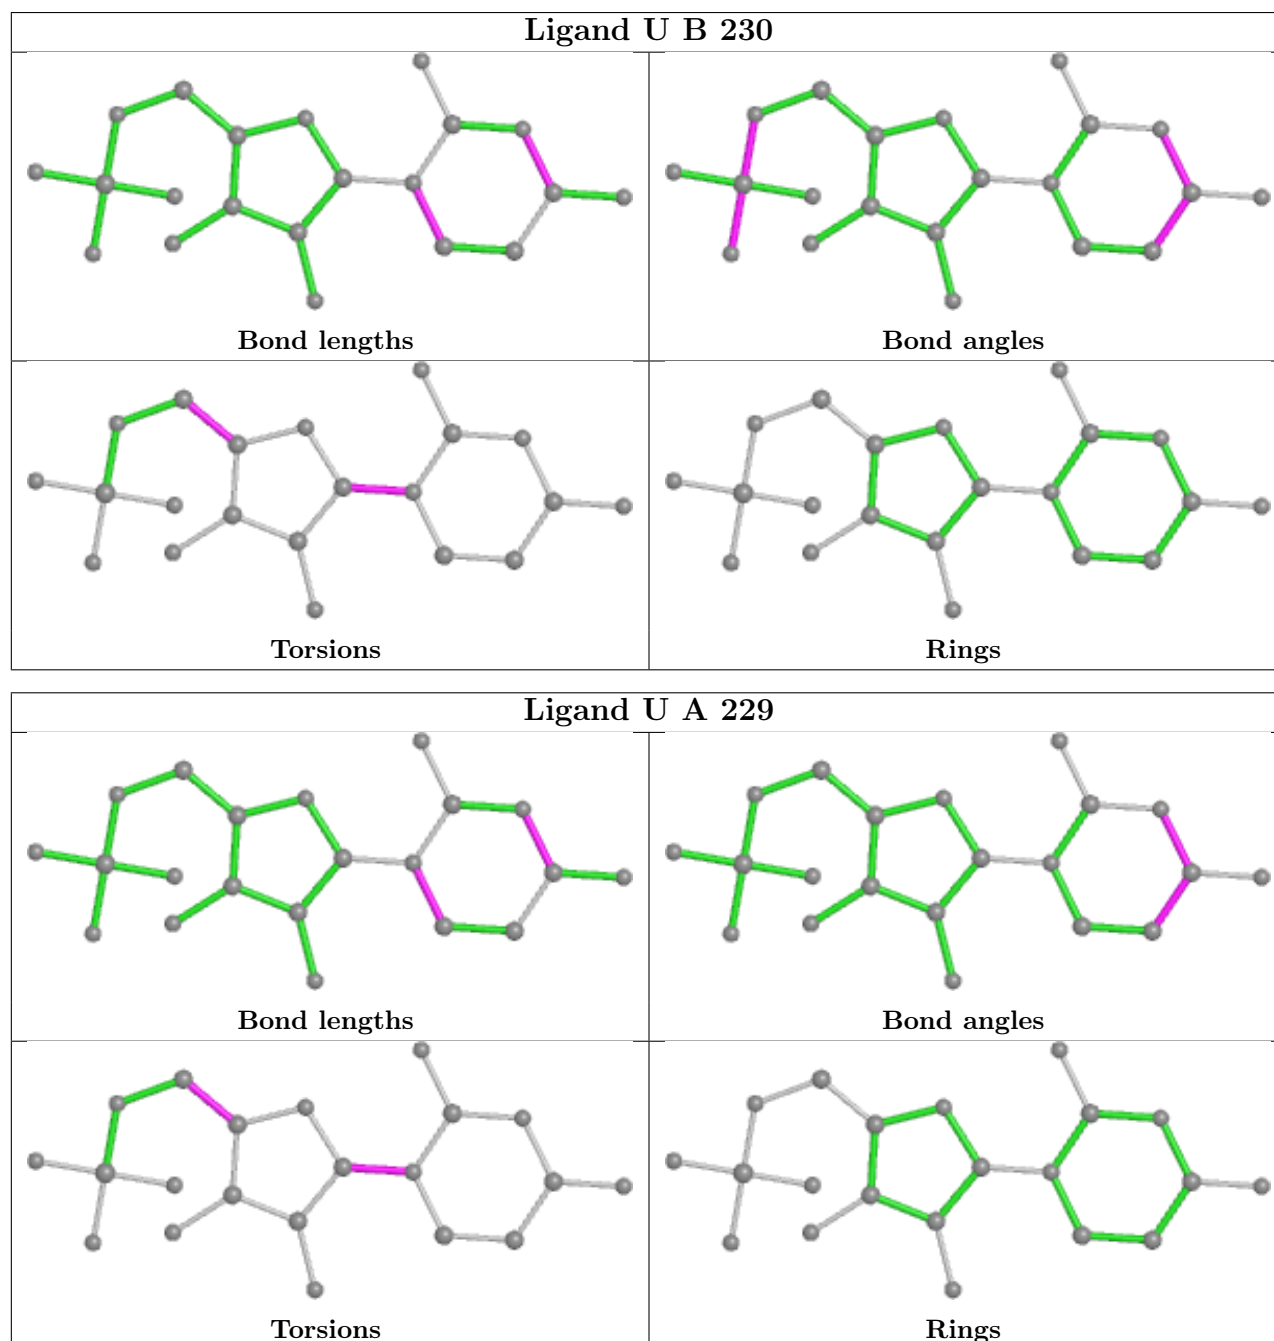 Ligand U B 230
Bond lengths
Bond angles
Torsions
Rings
Ligand U A 229
Bond lengths
Bond angles
Torsions
Rings